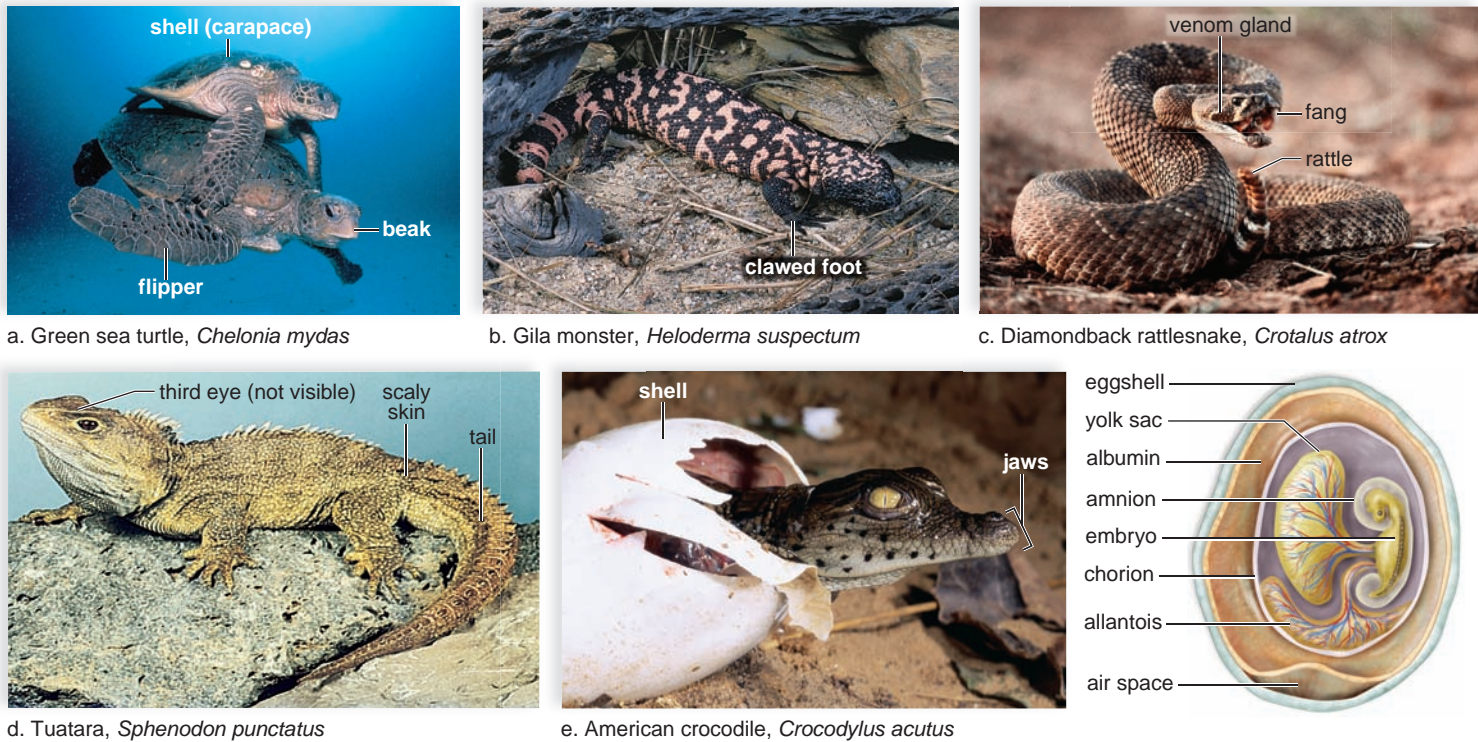 shell (carapace)
beak
flipper
a. Green sea turtle, Chelonia mydas
clawed foot
b. Gila monster, Heloderma suspectum
venom gland
fang
rattle
c. Diamondback rattlesnake, Crotalus atrox
third eye (not visible)
scaly
skin
tail
d. Tuatara, Sphenodon punctatus
shell
jaws
e. American crocodile, Crocodylus acutus
eggshell
yolk sac
albumin
amnion
embryo
chorion
allantois
air space